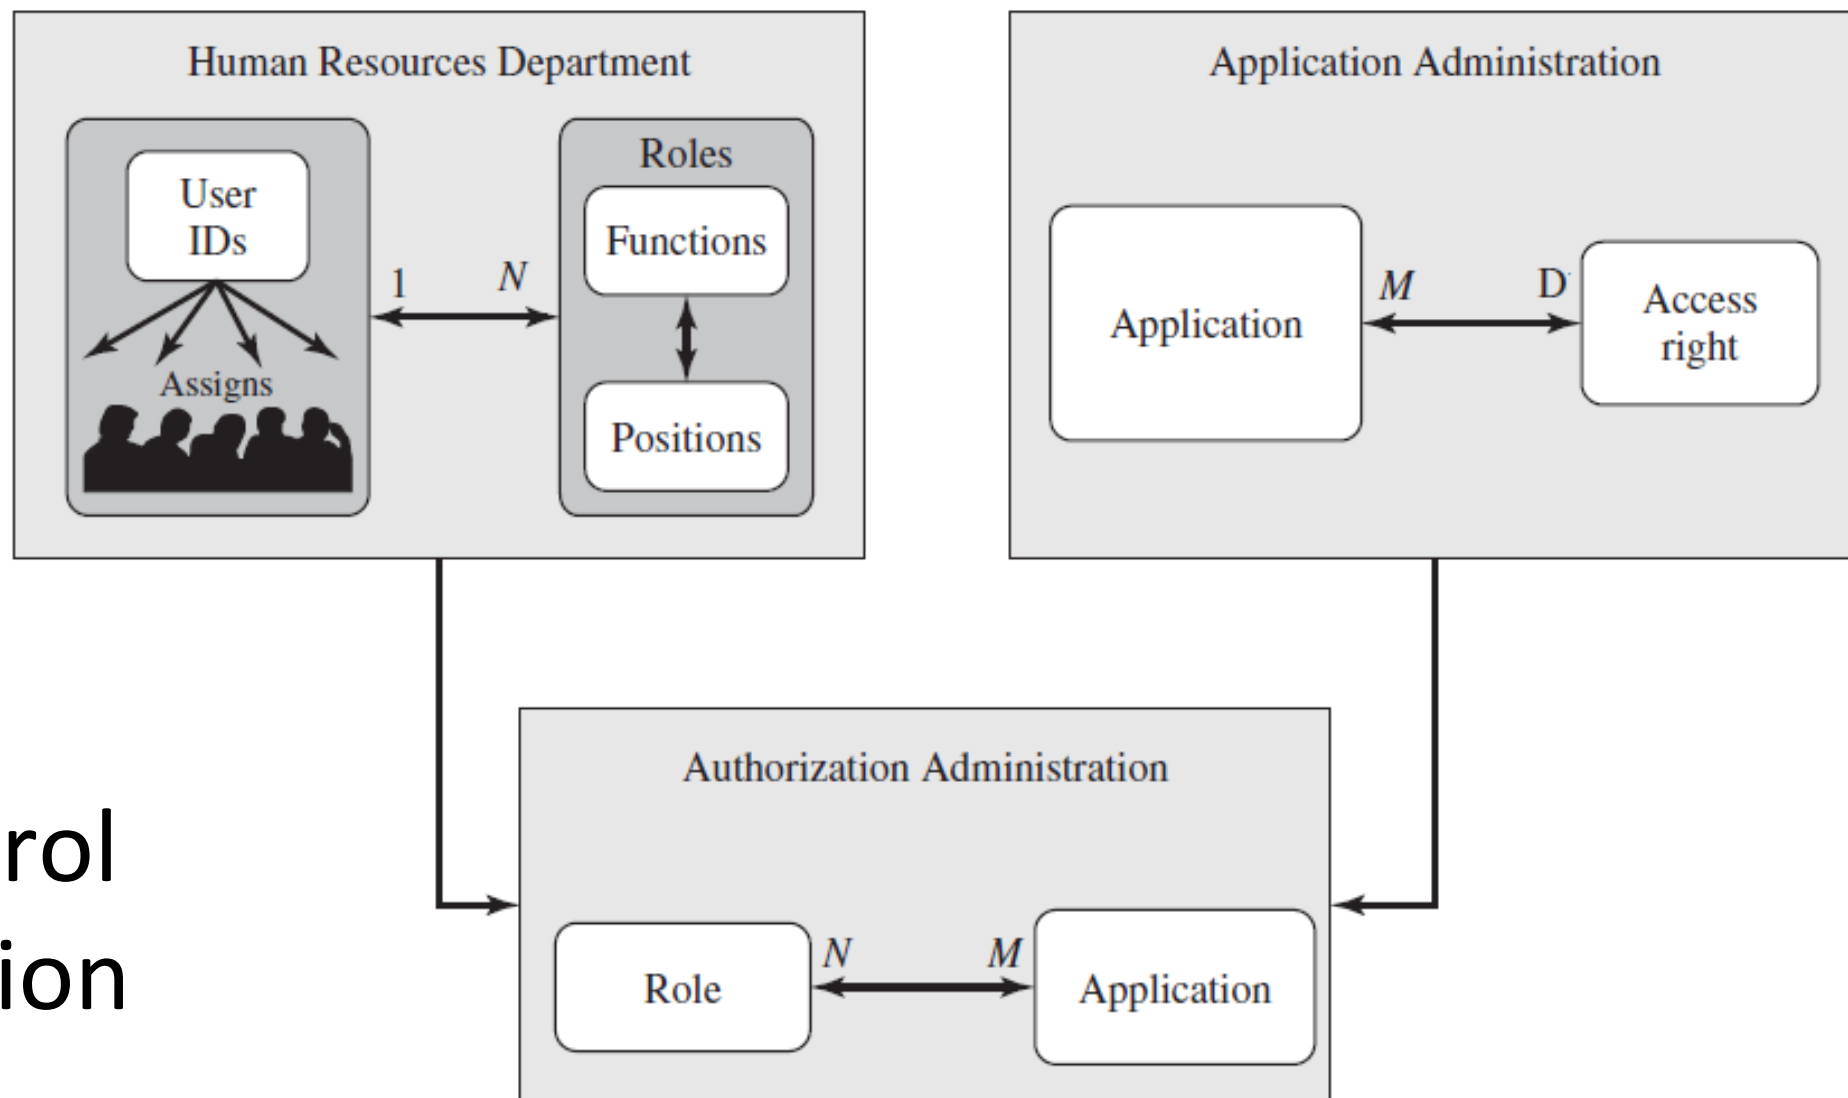 Human Resources Department
User
IDs
Assigns
1
N
Roles
Functions
Positions
Application Administration
Application
M
D
Access
right
Authorization Administration
Role
N
M
Application
rol
ion